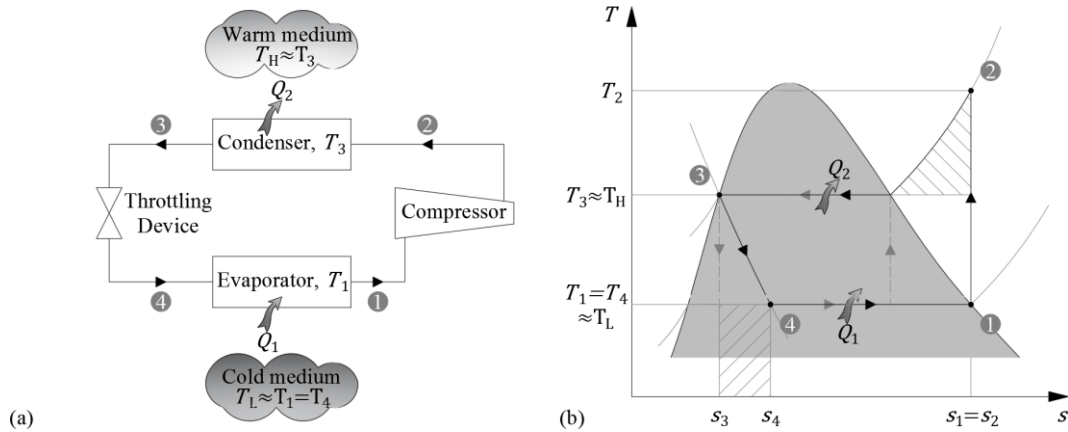 Warm medium
T_H≈T_3
Q_2
3
2
Condenser, T_3
Throttling
Device
Compressor
Evaporator, T_1
4
1
Q_1
Cold medium
T_L≈T_1=T_4
(a)
T
2
T_2
3
Q_2
T_3≈T_H
T_1=T_4
≈T_L
4
Q_1
1
s_3
s_4
s_1=s_2
s
(b)